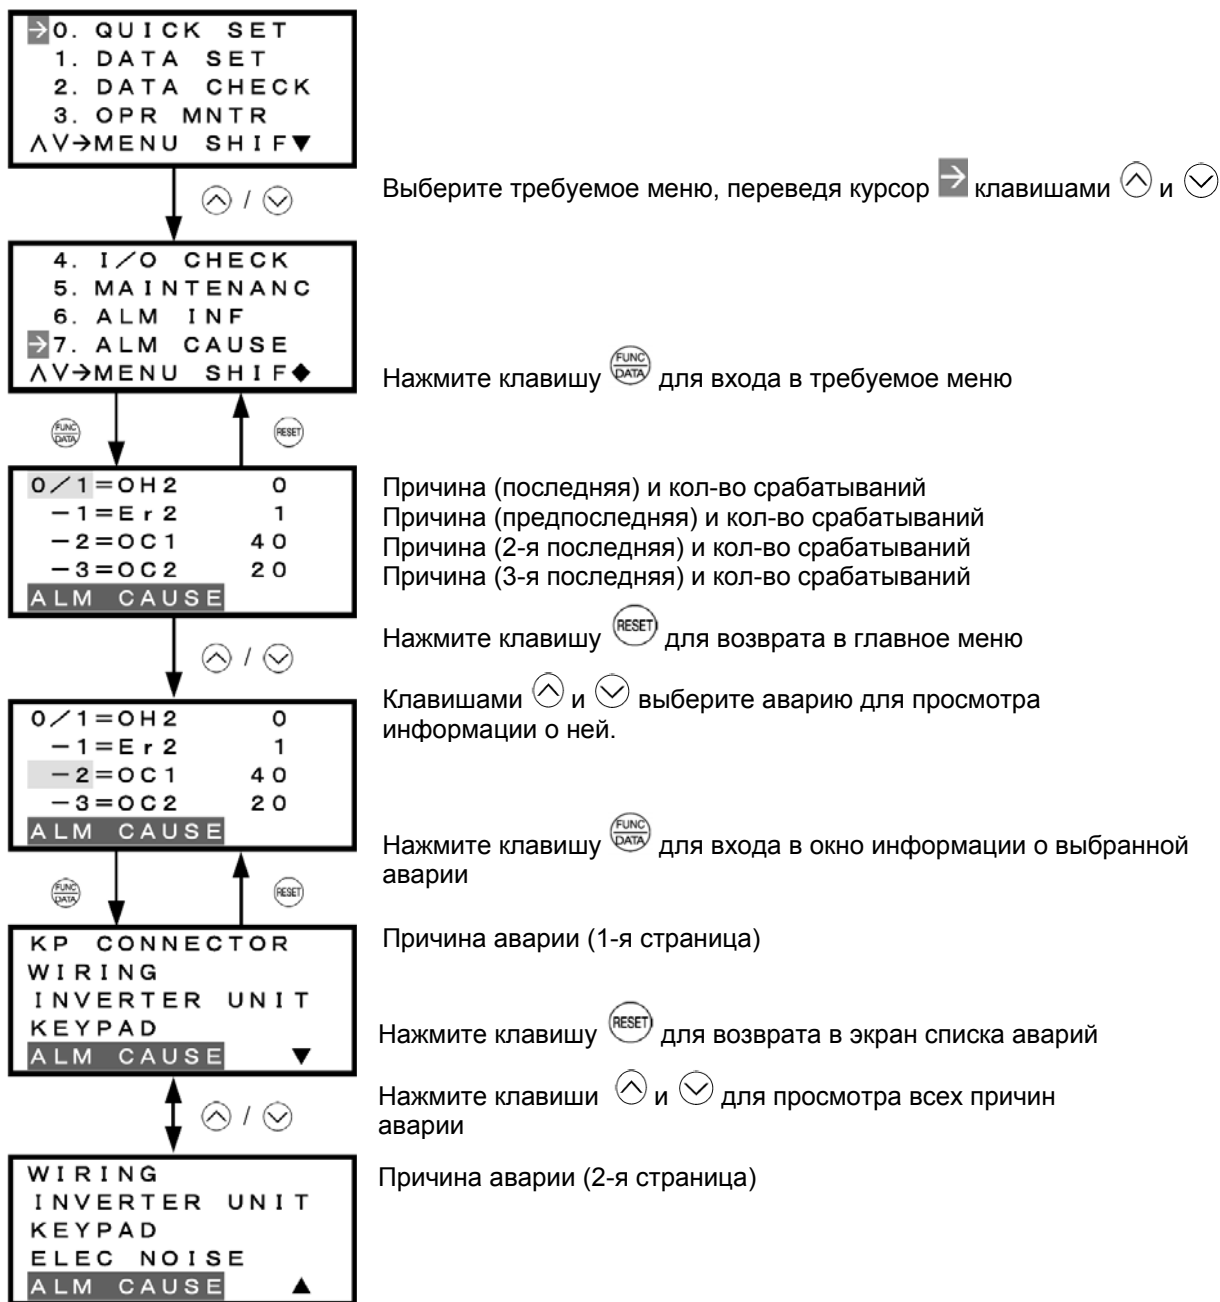 →0. QUICK SET
1. DATA SET
2. DATA CHECK
3. OPR MNTR
∧∨→MENU SHIF▼
∧ / ∨
Выберите требуемое меню, переведя курсор → клавишами ∧ и ∨
4. I/O CHECK
5. MAINTENANC
6. ALM INF
→7. ALM CAUSE
∧∨→MENU SHIF◆
Нажмите клавишу FUNC DATA для входа в требуемое меню
FUNC DATA
RESET
0/1=OH2 0
-1=Er2 1
-2=OC1 40
-3=OC2 20
ALM CAUSE
Причина (последняя) и кол-во срабатываний
Причина (предпоследняя) и кол-во срабатываний
Причина (2-я последняя) и кол-во срабатываний
Причина (3-я последняя) и кол-во срабатываний
Нажмите клавишу RESET для возврата в главное меню
∧ / ∨
Клавишами ∧ и ∨ выберите аварию для просмотра
информации о ней.
0/1=OH2 0
-1=Er2 1
-2=OC1 40
-3=OC2 20
ALM CAUSE
Нажмите клавишу FUNC DATA для входа в окно информации о выбранной
аварии
FUNC DATA
RESET
KP CONNECTOR
WIRING
INVERTER UNIT
KEYPAD
ALM CAUSE ▼
Причина аварии (1-я страница)
Нажмите клавишу RESET для возврата в экран списка аварий
Нажмите клавиши ∧ и ∨ для просмотра всех причин
аварии
∧ / ∨
WIRING
INVERTER UNIT
KEYPAD
ELEC NOISE
ALM CAUSE ▲
Причина аварии (2-я страница)